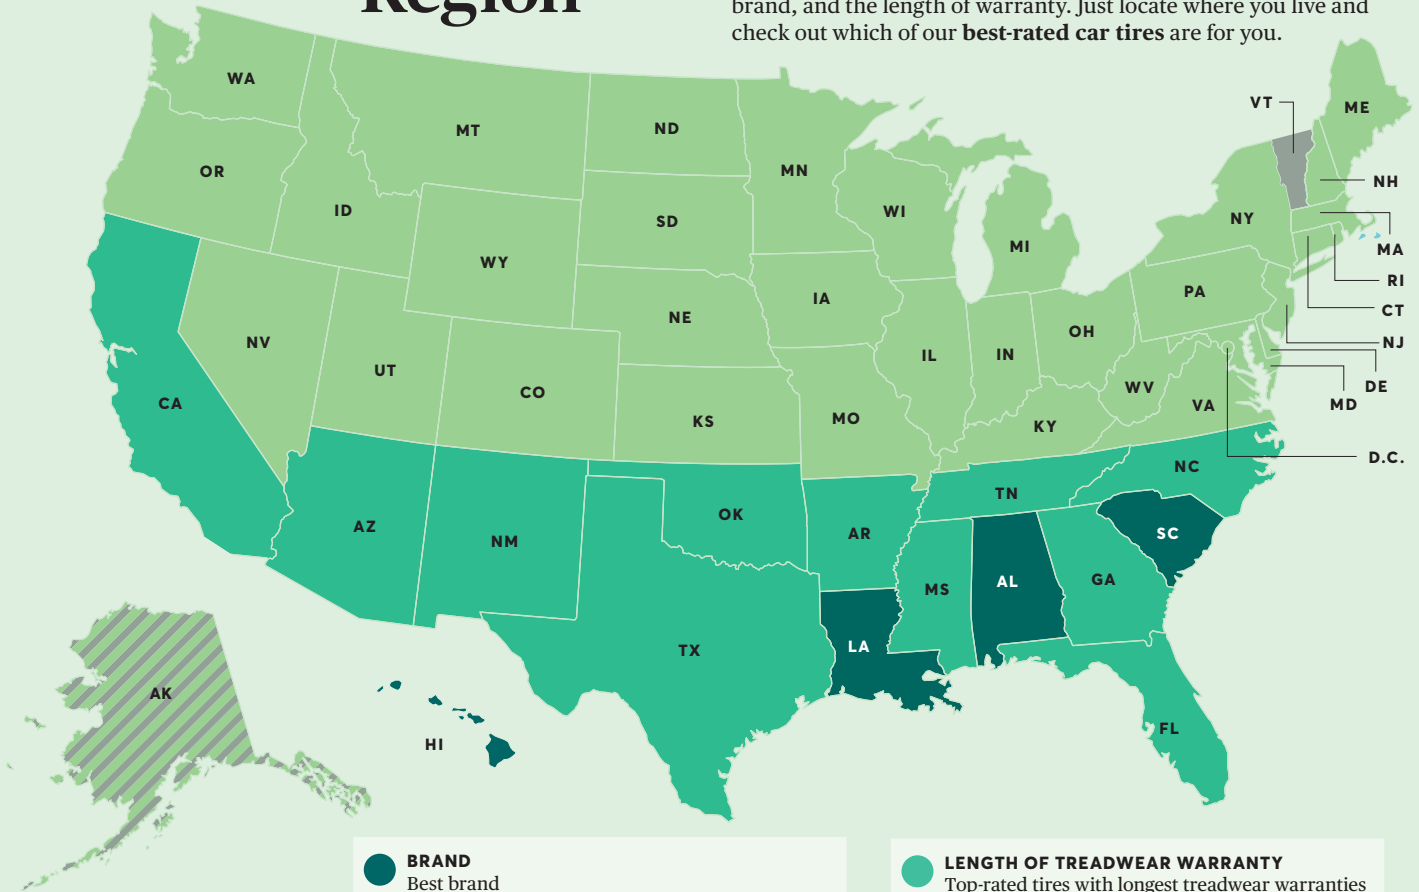 Region
brand, and the length of warranty. Just locate where you live and
check out which of our best-rated car tires are for you.
WA
MT
ND
MN
VT
ME
OR
ID
SD
WI
MI
NY
NH
MA
WY
IA
PA
RI
NE
CT
NV
UT
CO
IL
IN
OH
NJ
DE
MD
CA
KS
MO
WV
VA
KY
D.C.
AZ
NM
OK
AR
TN
NC
SC
MS
AL
GA
TX
LA
FL
AK
HI
BRAND
Best brand
LENGTH OF TREADWEAR WARRANTY
Top-rated tires with longest treadwear warranties